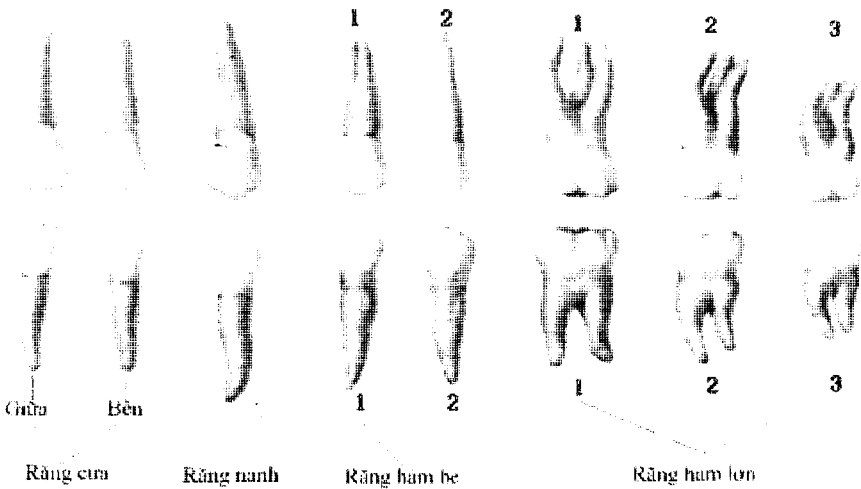 1 2 1 2 3
1 2 1 2 3
Giữa Bên
Răng cửa Răng nanh Răng hàm bé Răng hàm lớn